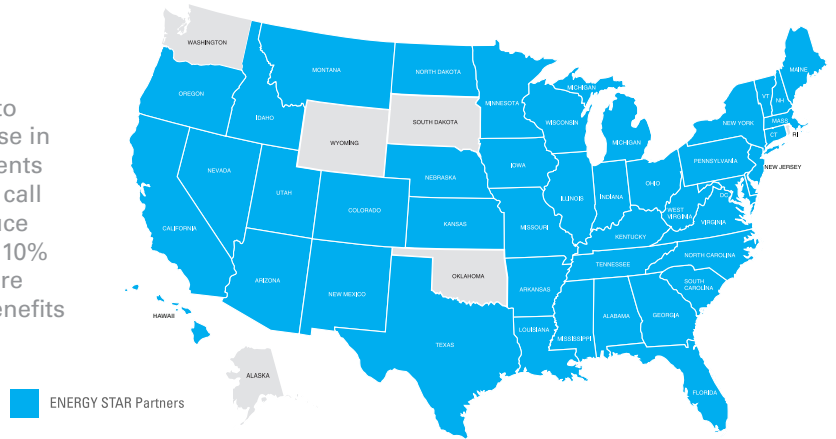 to
se in
ents
call
uce
10%
re
enefits
WASHINGTON
OREGON
CALIFORNIA
NEVADA
IDAHO
MONTANA
WYOMING
UTAH
ARIZONA
COLORADO
NEW MEXICO
NORTH DAKOTA
SOUTH DAKOTA
NEBRASKA
KANSAS
OKLAHOMA
TEXAS
MINNESOTA
IOWA
MISSOURI
ARKANSAS
LOUISIANA
WISCONSIN
ILLINOIS
MICHIGAN
MICHIGAN
INDIANA
OHIO
KENTUCKY
TENNESSEE
MISSISSIPPI
ALABAMA
GEORGIA
FLORIDA
SOUTH
CAROLINA
NORTH CAROLINA
VIRGINIA
WEST
VIRGINIA
DC
PENNSYLVANIA
NEW JERSEY
NEW YORK
CT
RI
MASS
VT
NH
MAINE
HAWAII
ALASKA
ENERGY STAR Partners